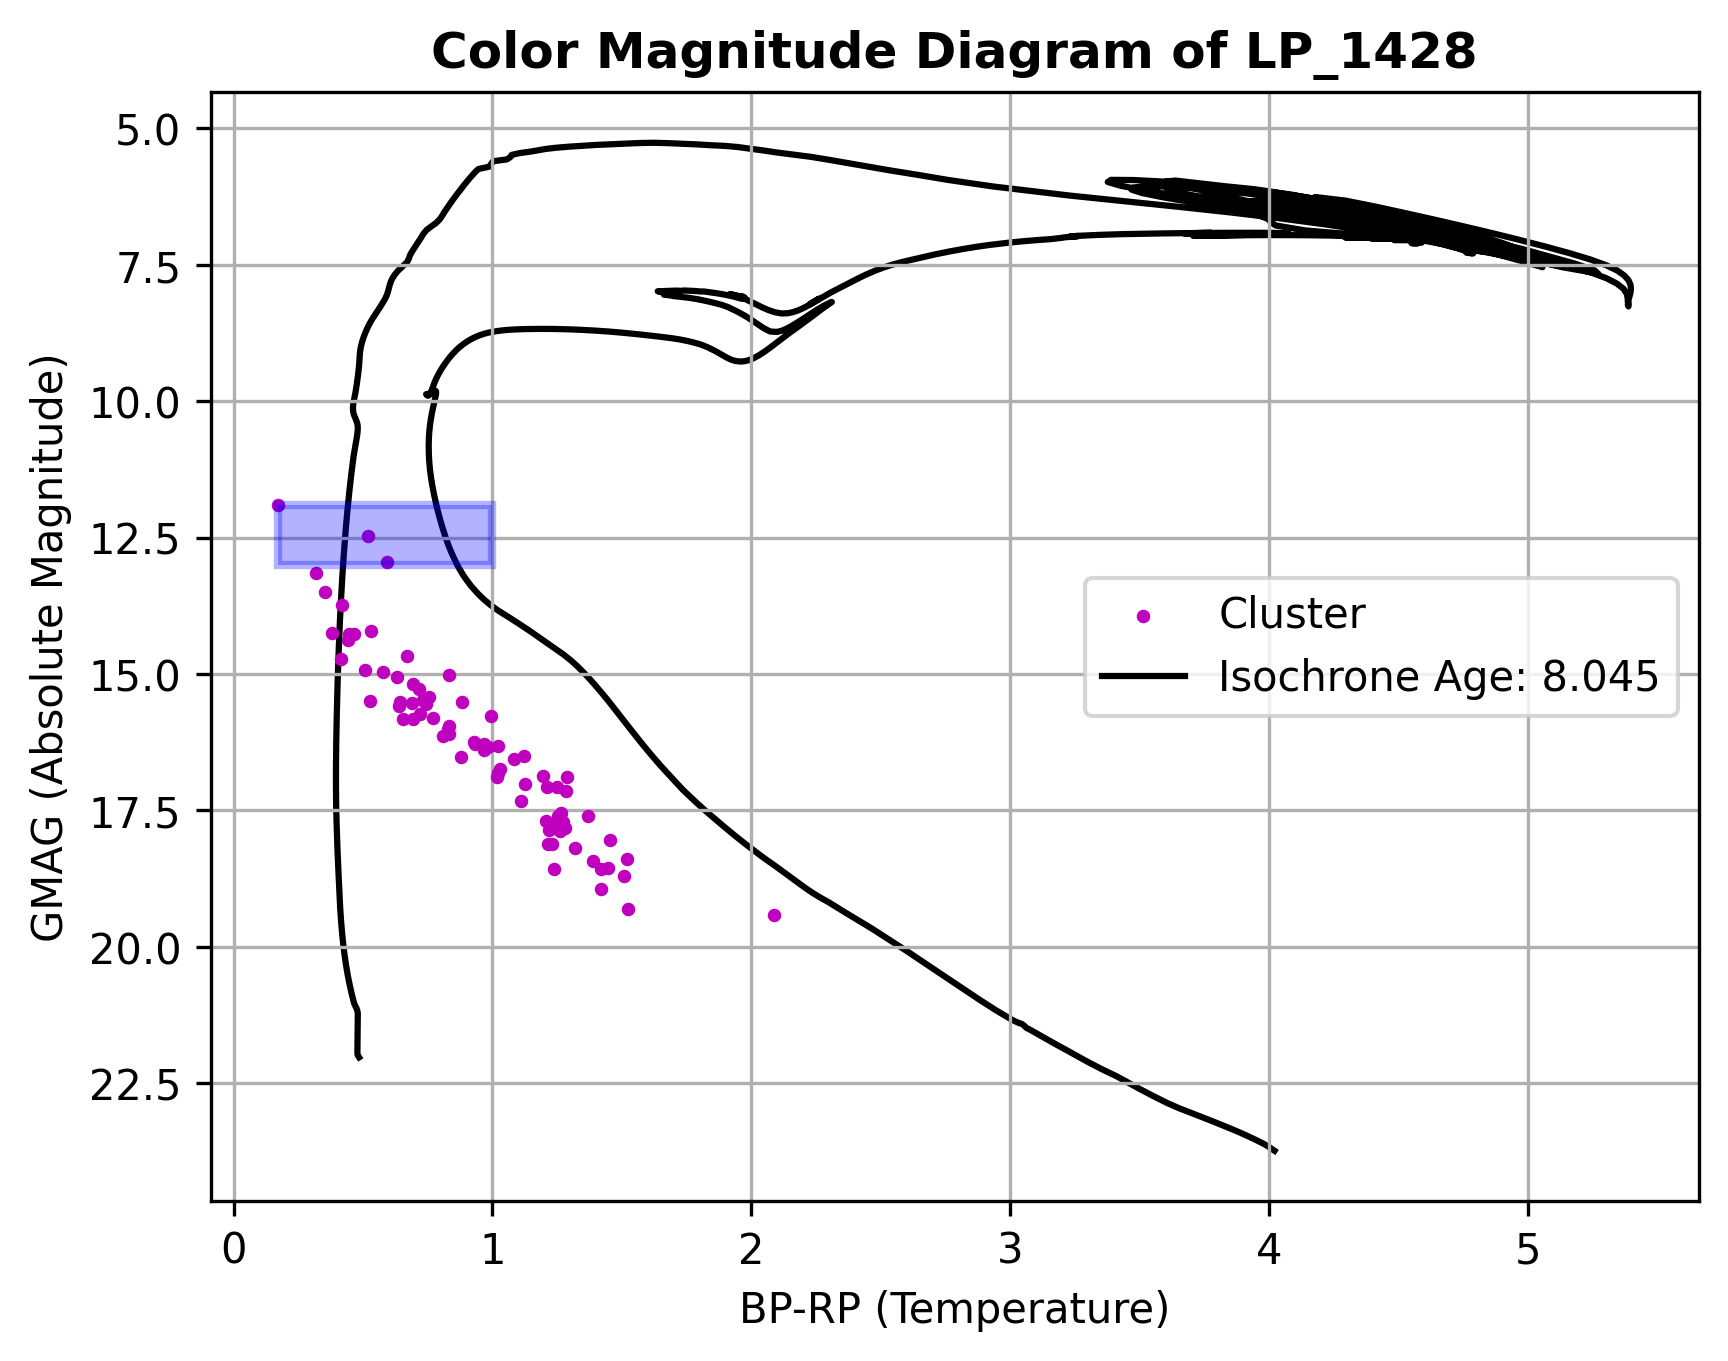 Color Magnitude Diagram of LP_1428
GMAG (Absolute Magnitude)
5.0
7.5
10.0
12.5
15.0
17.5
20.0
22.5
Cluster
Isochrone Age: 8.045
0 1 2 3 4 5
BP-RP (Temperature)